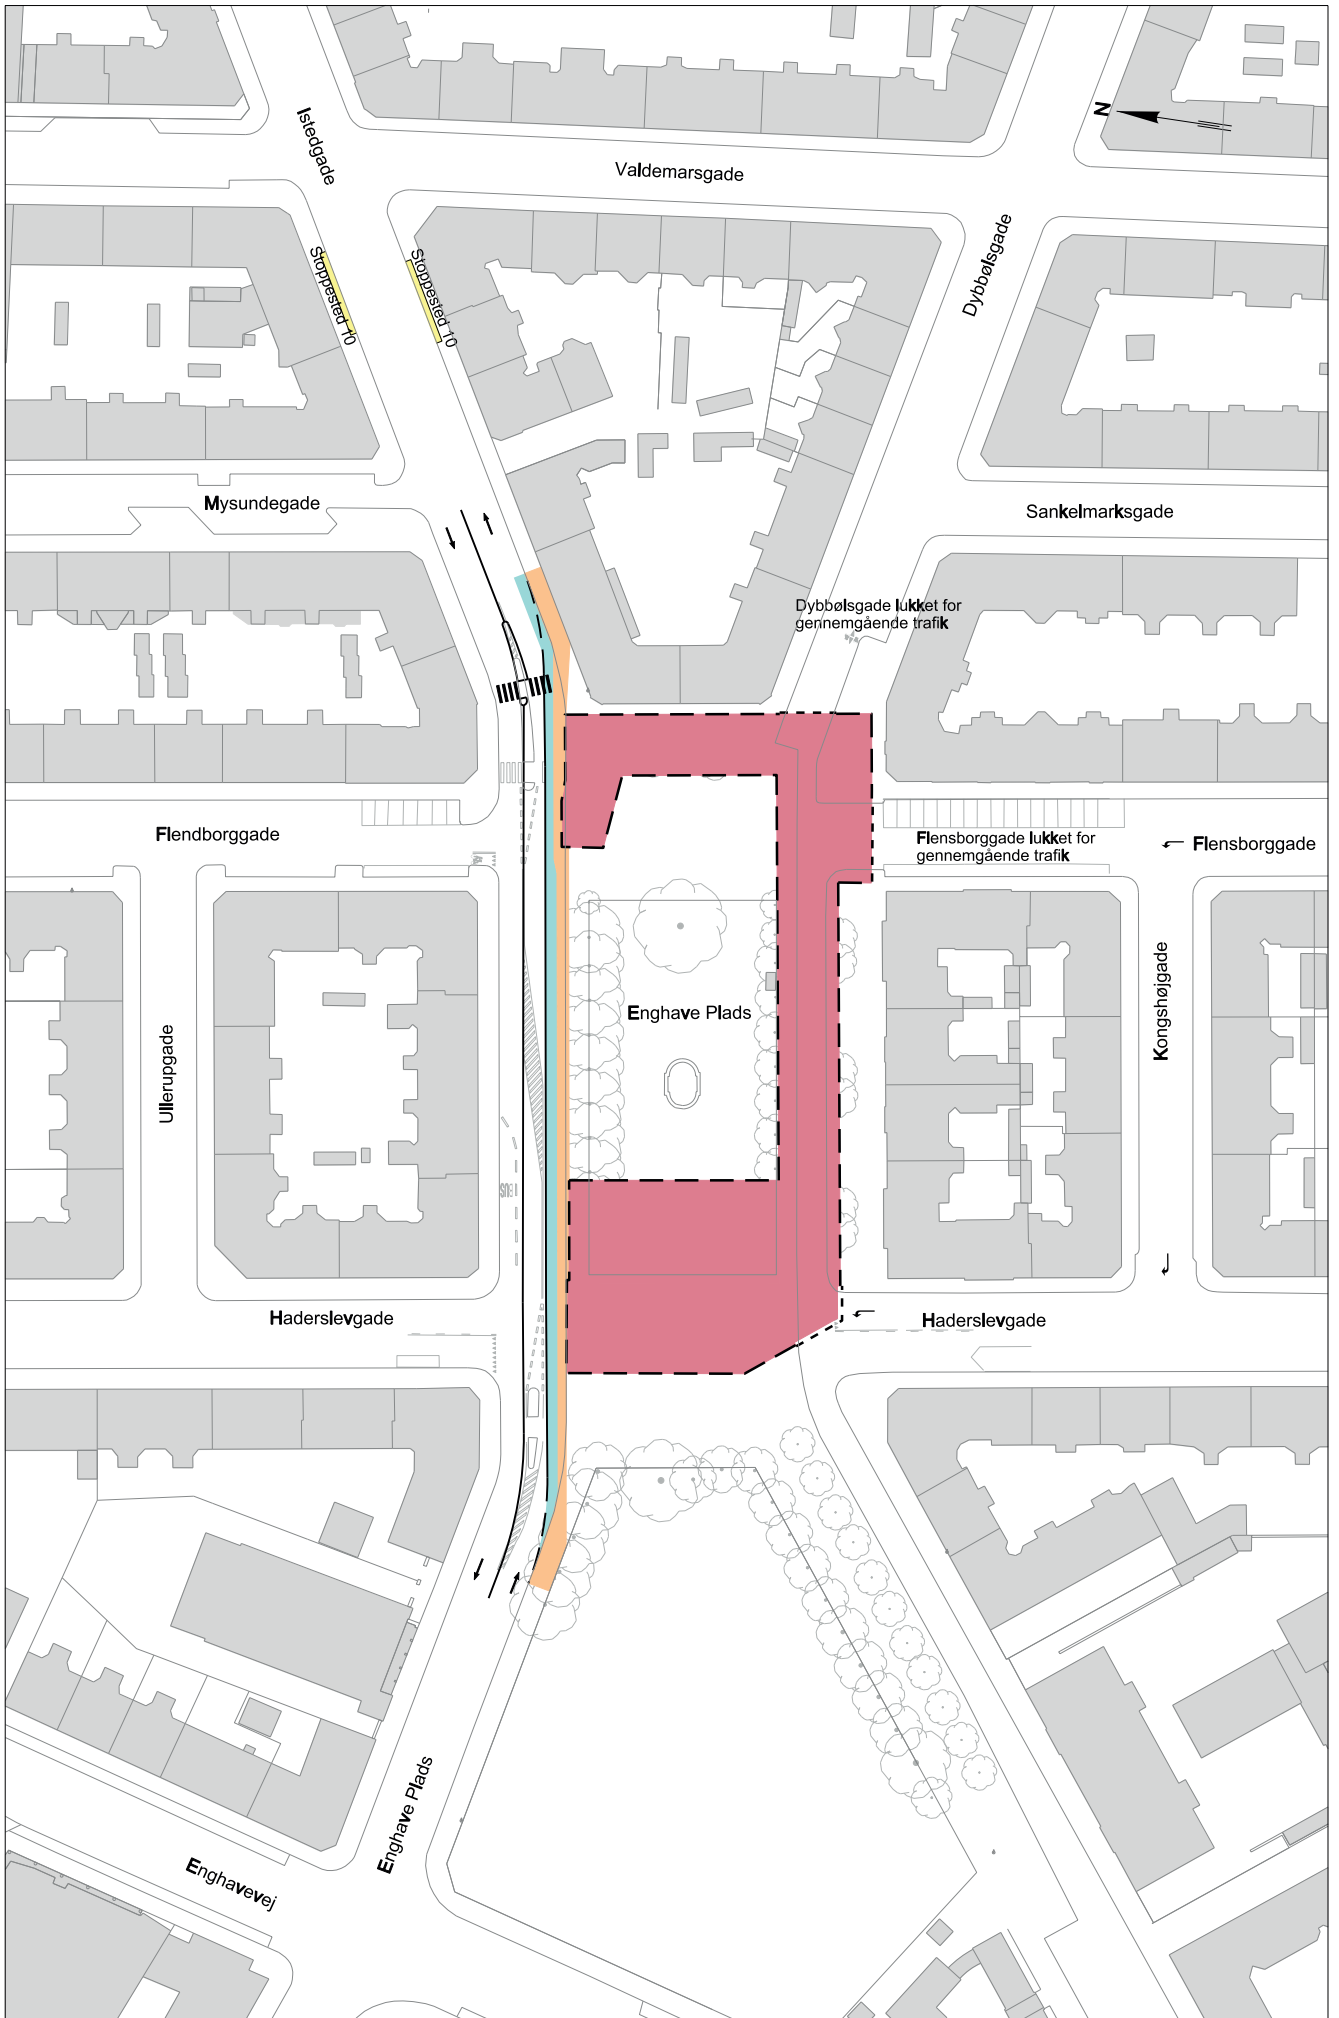 N
Istedgade
Valdemarsgade
Dybbølsgade
Stoppested 10
Stoppested 10
Mysundegade
Sankelmarksgade
Dybbølsgade lukket for
gennemgående trafik
Flendborggade
Flensborggade lukket for
gennemgående trafik
Flensborggade
Enghave Plads
Kongshøjgade
Ullerupgade
BUS
Haderslevgade
Haderslevgade
Enghave Plads
Enghavevej